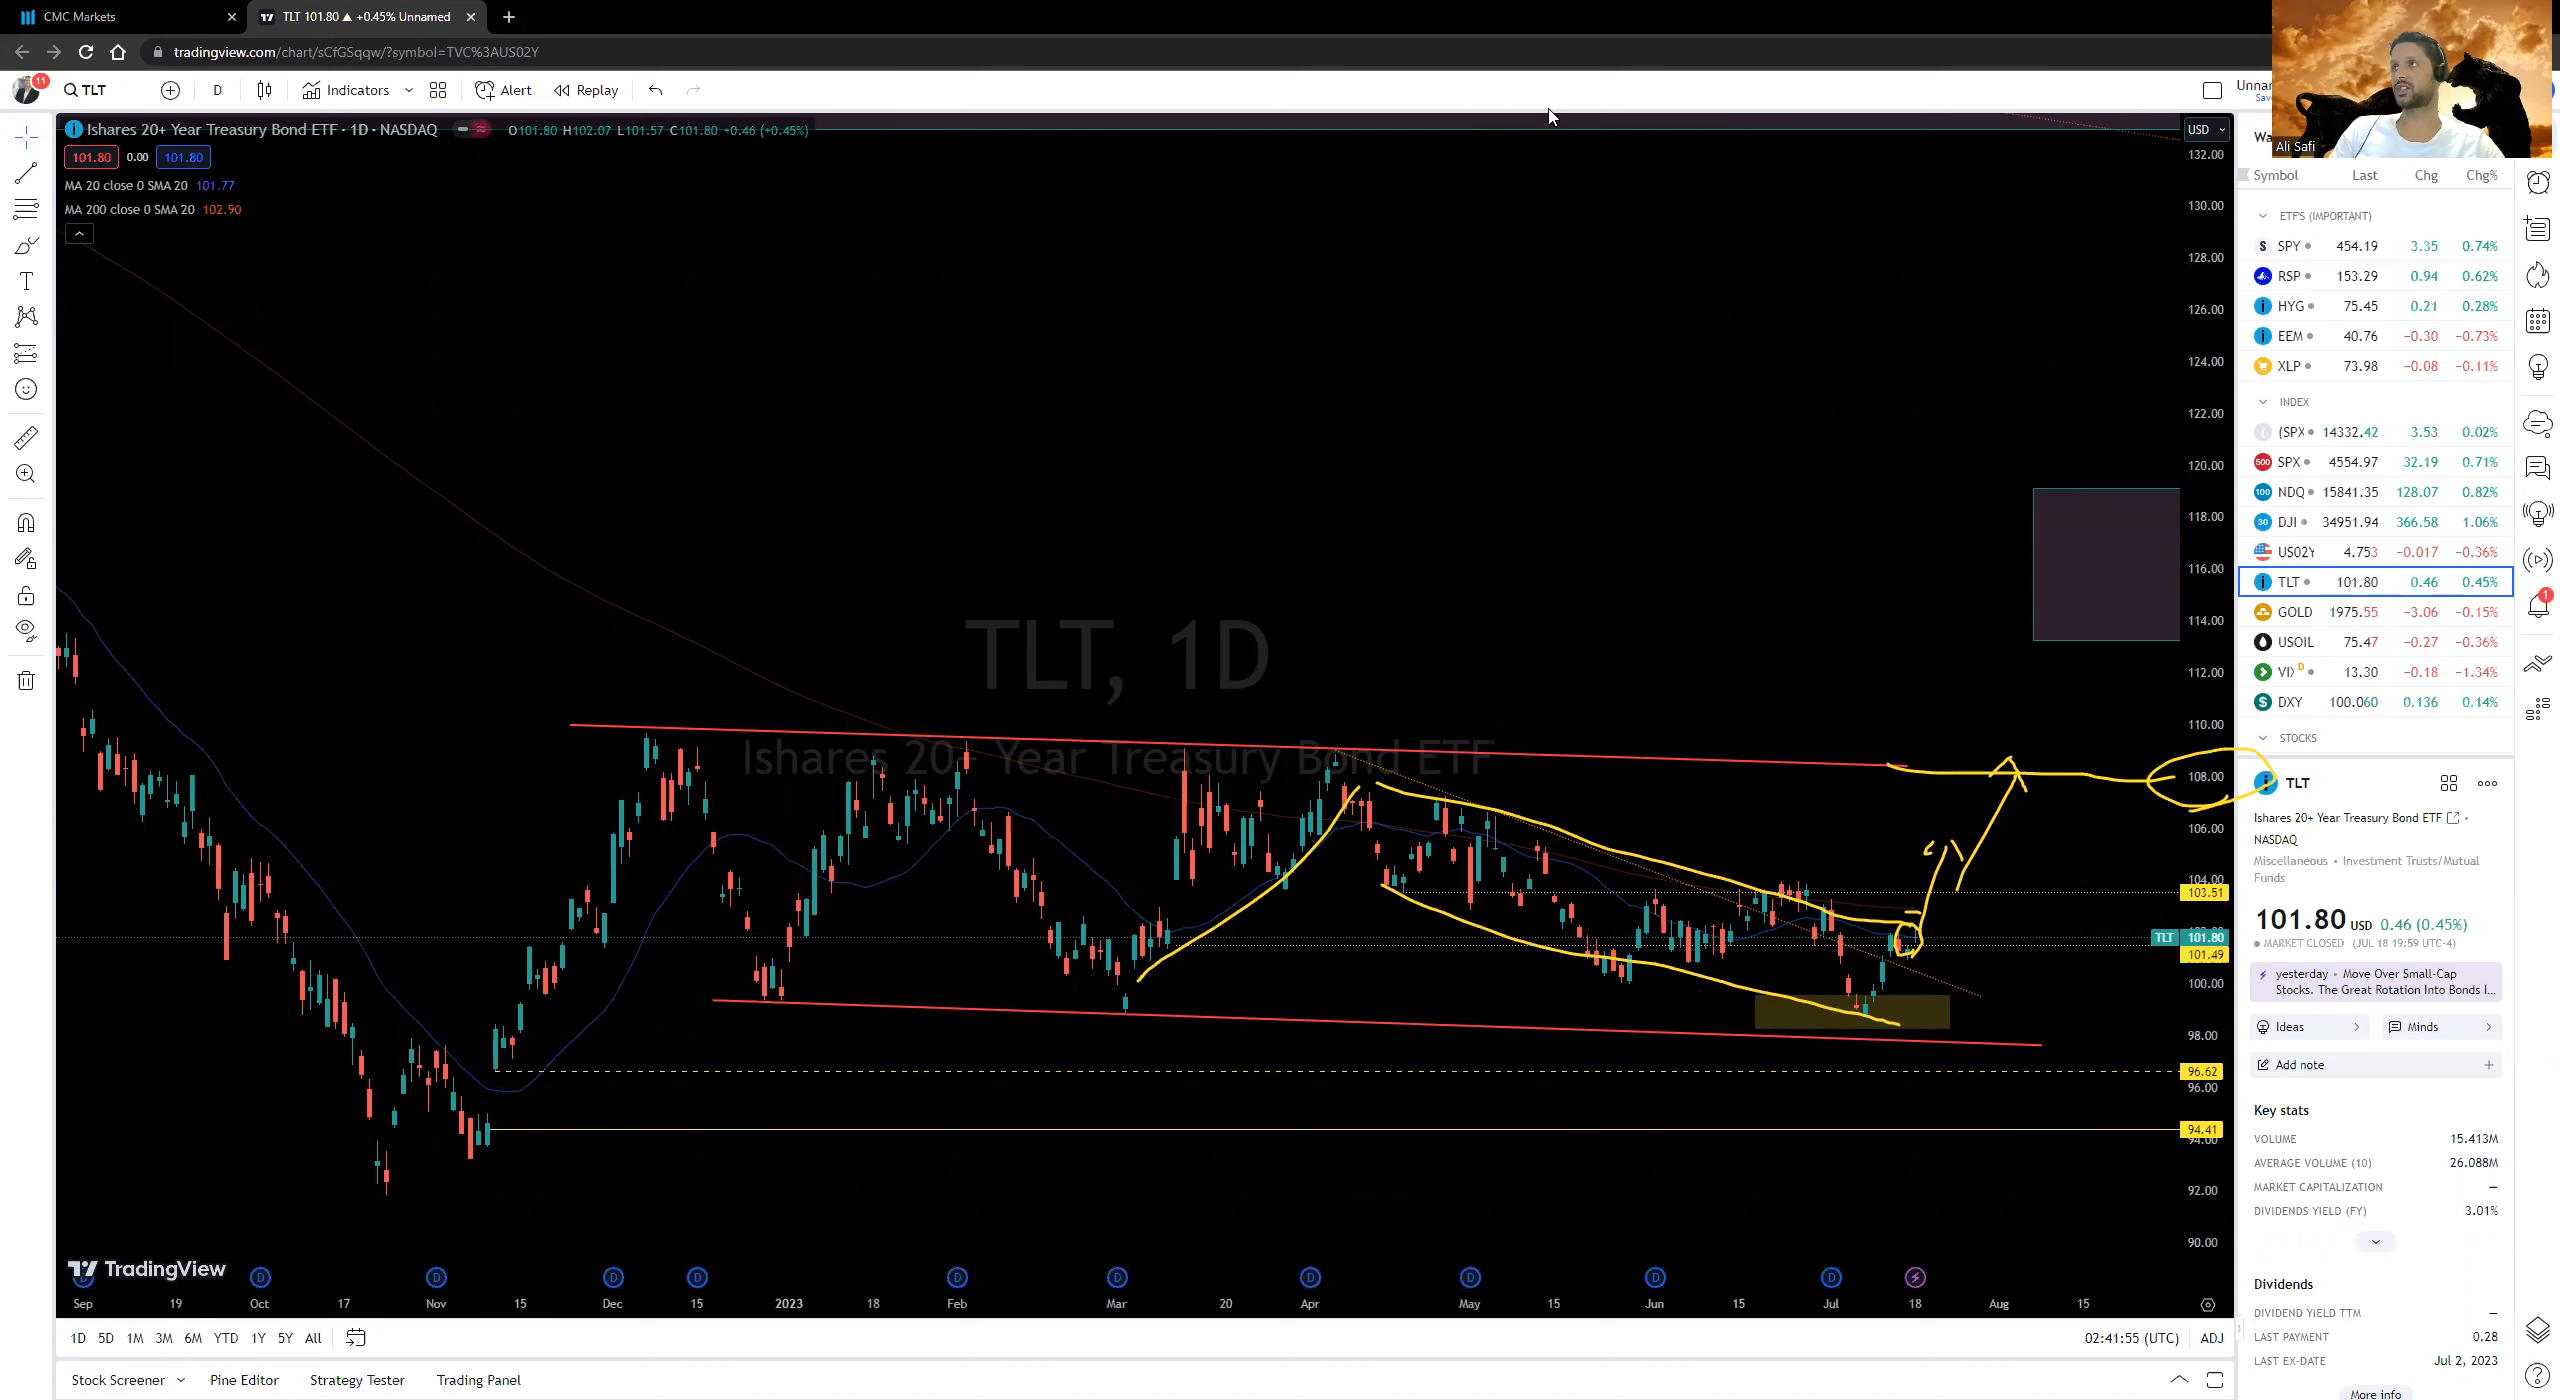 CMC Markets
TLT 101.80 ▲ +0.45% Unnamed
tradingview.com/chart/sCfGSqqw/?symbol=TVC%3AUS02Y
11
TLT
D
Indicators
Alert
Replay
Save
Ali Safi
Ishares 20+ Year Treasury Bond ETF · 1D · NASDAQ
O101.80 H102.07 L101.57 C101.80 +0.46 (+0.45%)
101.80 0.00 101.80
MA 20 close 0 SMA 20 101.77
MA 200 close 0 SMA 20 102.90
TLT, 1D
Ishares 20+ Year Treasury Bond ETF
USD
132.00
130.00
128.00
126.00
124.00
122.00
120.00
118.00
116.00
114.00
112.00
110.00
108.00
106.00
104.00
103.51
TLT 101.80
101.49
100.00
98.00
96.62
96.00
94.41
94.00
92.00
90.00
TradingView
D D D D D D D D D D D
Sep 19 Oct 17 Nov 15 Dec 15 2023 18 Feb Mar 20 Apr May 15 Jun 15 Jul 18 Aug 15
1D 5D 1M 3M 6M YTD 1Y 5Y All
02:41:55 (UTC) ADJ
Stock Screener Pine Editor Strategy Tester Trading Panel
Symbol Last Chg Chg%
ETF'S (IMPORTANT)
SPY 454.19 3.35 0.74%
RSP 153.29 0.94 0.62%
HYG 75.45 0.21 0.28%
EEM 40.76 −0.30 −0.73%
XLP 73.98 −0.08 −0.11%
INDEX
(SPX 14332.42 3.53 0.02%
SPX 4554.97 32.19 0.71%
NDQ 15841.35 128.07 0.82%
DJI 34951.94 366.58 1.06%
US02Y 4.753 −0.017 −0.36%
TLT 101.80 0.46 0.45%
GOLD 1975.55 −3.06 −0.15%
USOIL 75.47 −0.27 −0.36%
VIX D 13.30 −0.18 −1.34%
DXY 100.060 0.136 0.14%
STOCKS
TLT
Ishares 20+ Year Treasury Bond ETF •
NASDAQ
Miscellaneous • Investment Trusts/Mutual
Funds
101.80 USD 0.46 (0.45%)
MARKET CLOSED (JUL 18 19:59 UTC-4)
yesterday • Move Over Small-Cap
Stocks. The Great Rotation Into Bonds I...
Ideas
Minds
Add note
Key stats
VOLUME 15.413M
AVERAGE VOLUME (10) 26.088M
MARKET CAPITALIZATION —
DIVIDENDS YIELD (FY) 3.01%
Dividends
DIVIDEND YIELD TTM —
LAST PAYMENT 0.28
LAST EX-DATE Jul 2, 2023
More info
1